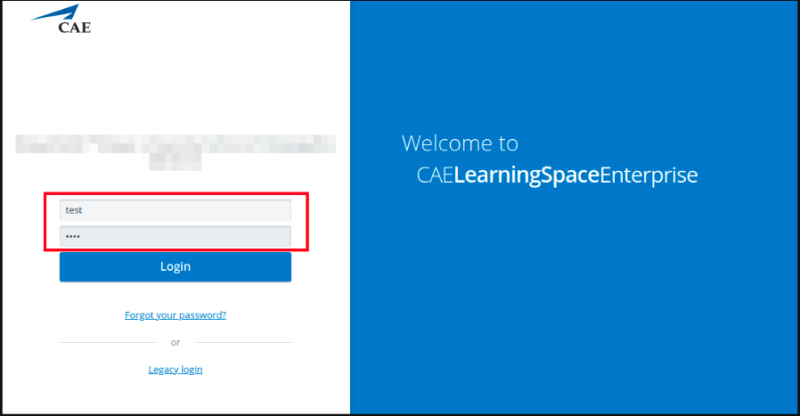 CAE
test
••••
Login
Forgot your password?
or
Legacy login
Welcome to
CAELearningSpaceEnterprise